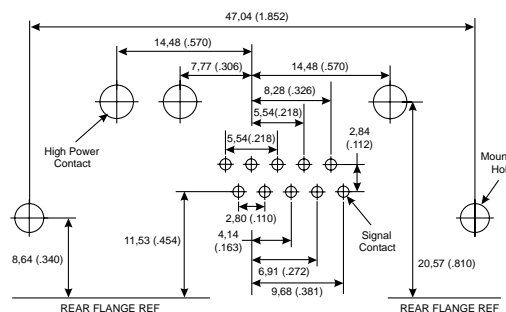 47,04 (1.852)
14,48 (.570)
14,48 (.570)
7,77 (.306)
8,28 (.326)
5,54(.218)
5,54(.218)
2,84
(.112)
High Power
Contact
Moun
Hol
2,80 (.110)
Signal
Contact
11,53 (.454)
4,14
(.163)
8,64 (.340)
6,91 (.272)
20,57 (.810)
9,68 (.381)
REAR FLANGE REF
REAR FLANGE REF